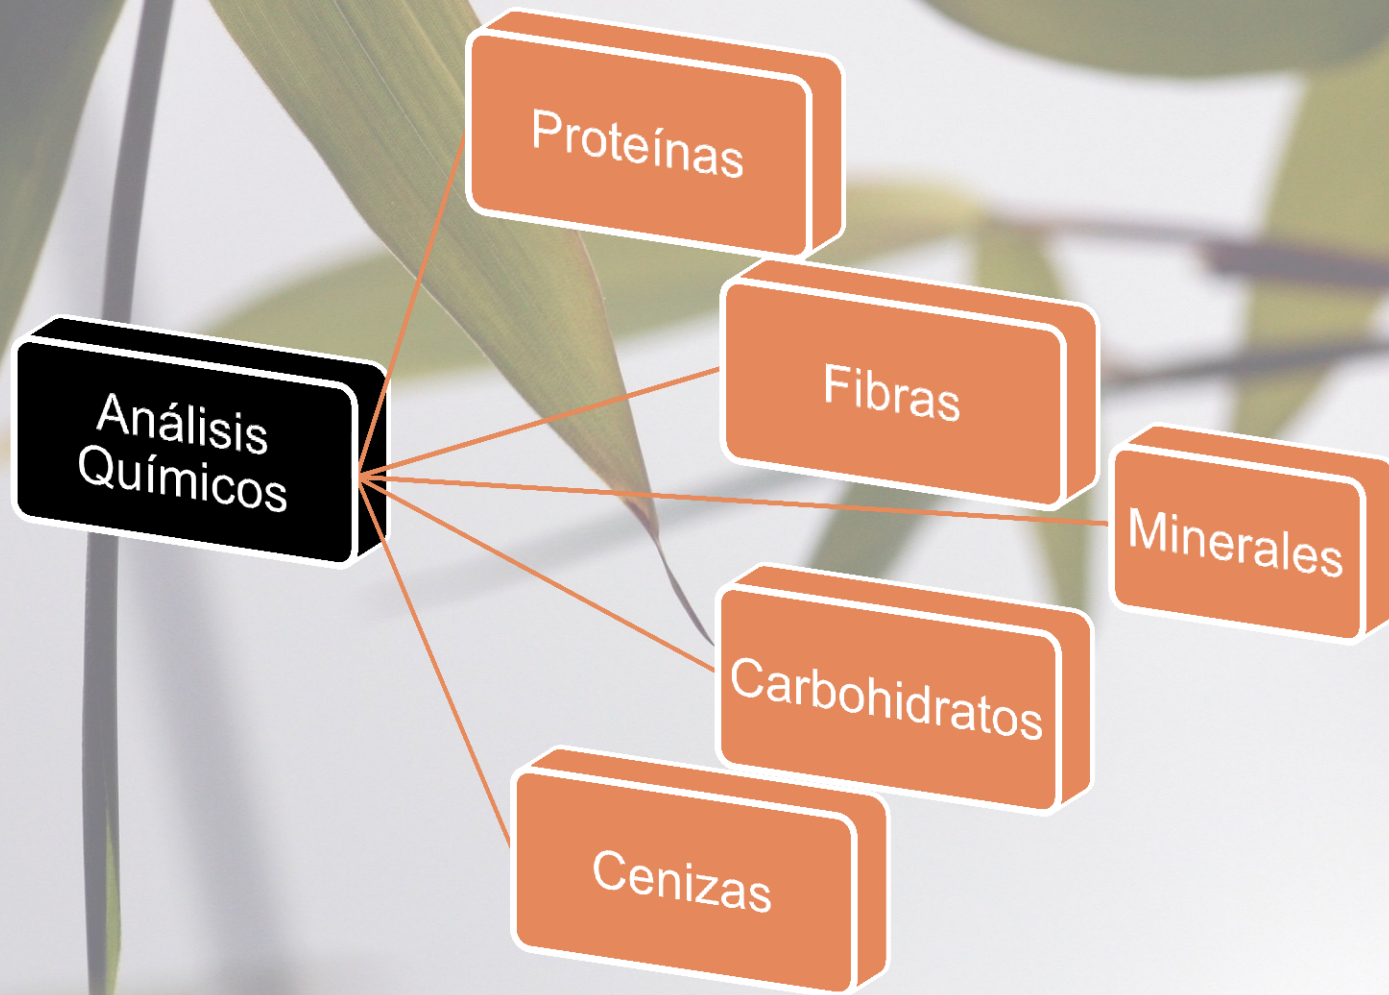 Proteínas
Fibras
Análisis
Químicos
Minerales
Carbohidratos
Cenizas